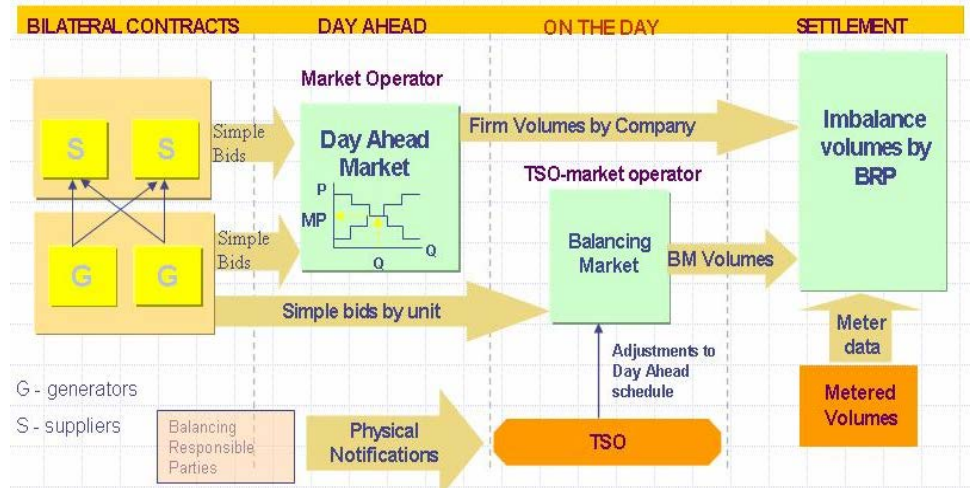 BILATERAL CONTRACTS
DAY AHEAD
ON THE DAY
SETTLEMENT
Market Operator
S
S
Simple
Bids
Day Ahead
Market
P
MP
Q
Q
Firm Volumes by Company
Imbalance
volumes by
BRP
TSO-market operator
G
G
Simple
Bids
Balancing
Market
BM Volumes
Simple bids by unit
Adjustments to
Day Ahead
schedule
Meter
data
G - generators
S - suppliers
Balancing
Responsible
Parties
Physical
Notifications
TSO
Metered
Volumes